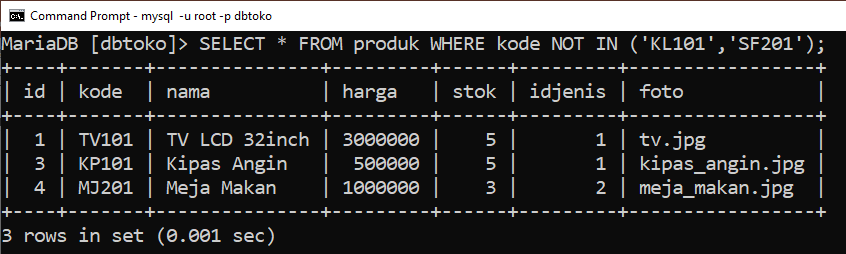 Command Prompt - mysql -u root -p dbtoko
MariaDB [dbtoko]> SELECT * FROM produk WHERE kode NOT IN ('KL101','SF201');
+----+-------+---------------+---------+------+---------+------------------+
| id | kode  | nama          | harga   | stok | idjenis | foto             |
+----+-------+---------------+---------+------+---------+------------------+
|  1 | TV101 | TV LCD 32inch | 3000000 |    5 |       1 | tv.jpg           |
|  3 | KP101 | Kipas Angin   |  500000 |    5 |       1 | kipas_angin.jpg |
|  4 | MJ201 | Meja Makan    | 1000000 |    3 |       2 | meja_makan.jpg  |
+----+-------+---------------+---------+------+---------+------------------+
3 rows in set (0.001 sec)